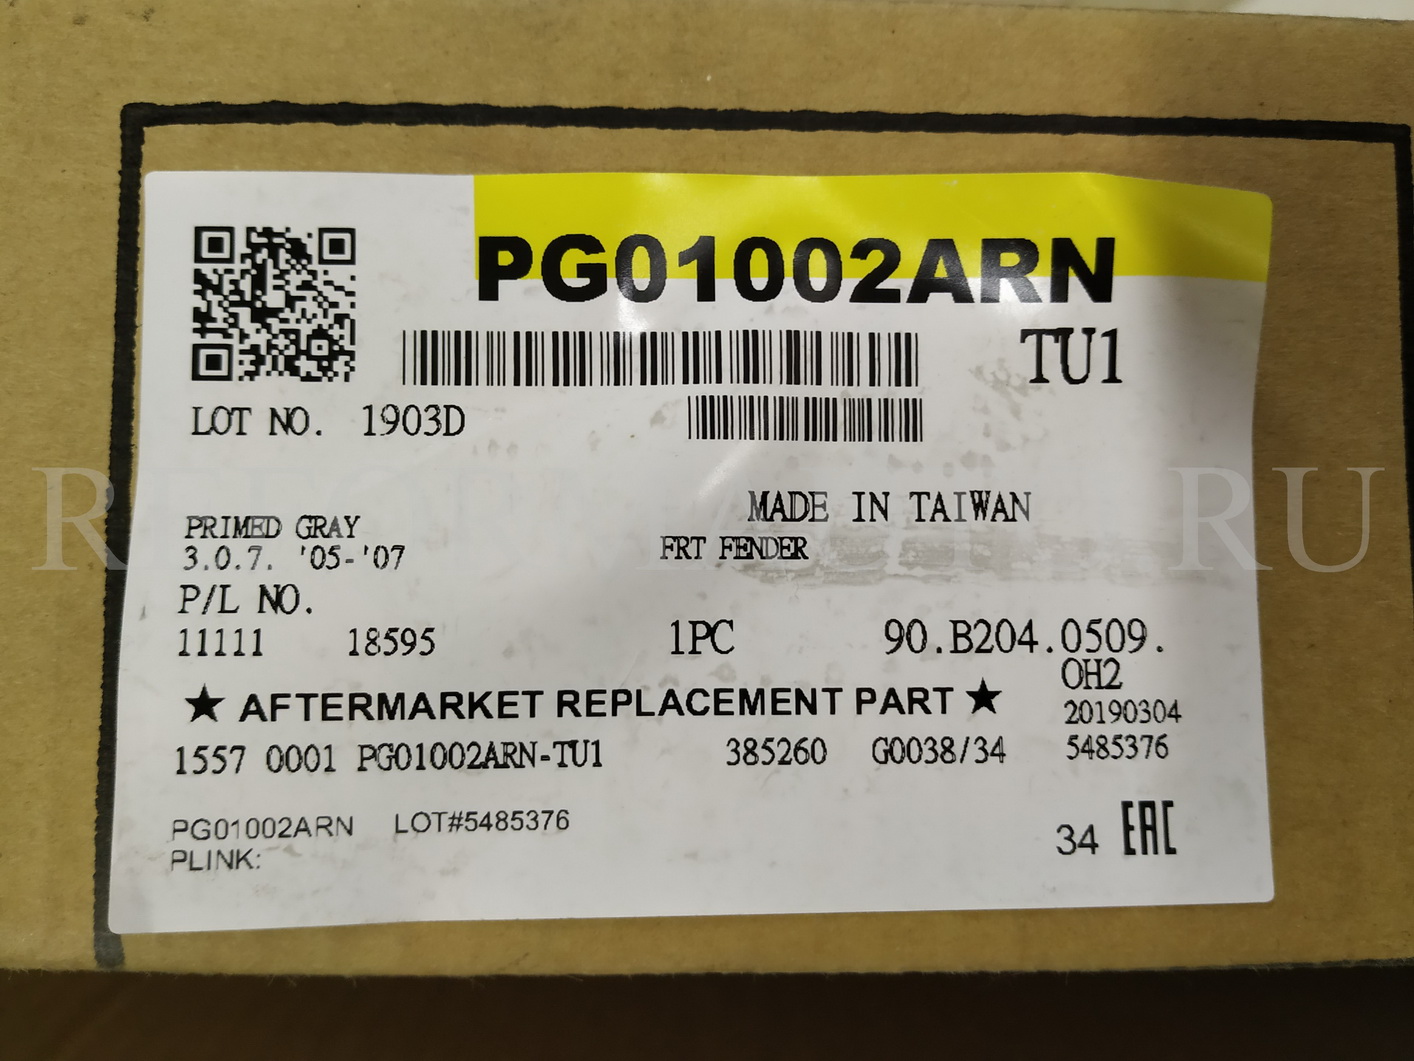 PG01002ARN
TU1
LOT NO. 1903D
MADE IN TAIWAN
PRIMED GRAY
FRT FENDER
3.0.7. '05-'07
P/L NO.
11111 18595 1PC 90.B204.0509.
OH2
★ AFTERMARKET REPLACEMENT PART ★
20190304
1557 0001 PG01002ARN-TU1 385260 G0038/34 5485376
PG01002ARN LOT#5485376
PLINK:
34 EAC
RU